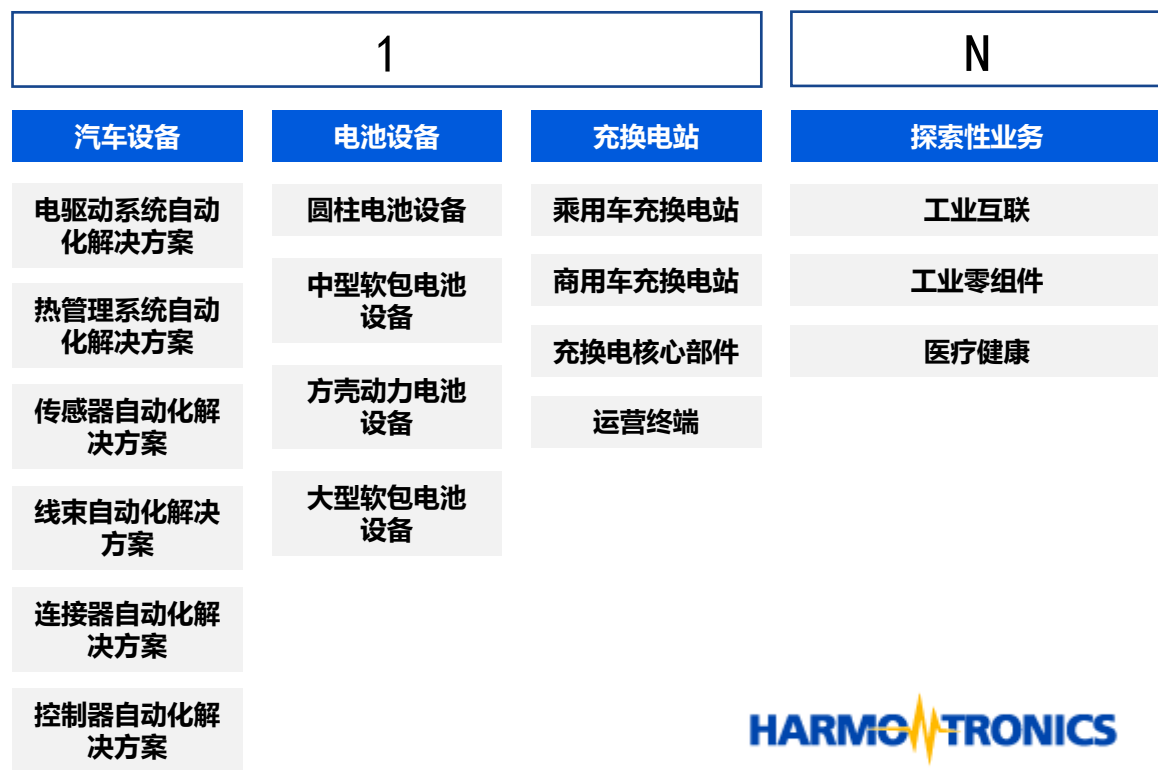 1
N
汽车设备
电池设备
充换电站
探索性业务
电驱动系统自动
化解决方案
热管理系统自动
化解决方案
传感器自动化解
决方案
线束自动化解决
方案
连接器自动化解
决方案
控制器自动化解
决方案
圆柱电池设备
中型软包电池
设备
方壳动力电池
设备
大型软包电池
设备
乘用车充换电站
商用车充换电站
充换电核心部件
运营终端
工业互联
工业零组件
医疗健康
HARMONTRONICS